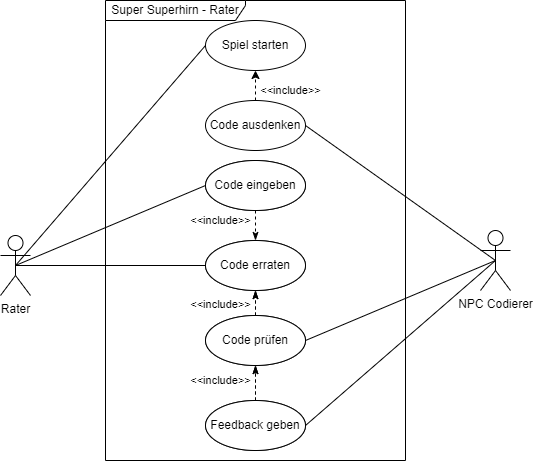 Super Superhirn - Rater
Spiel starten
<<include>>
Code ausdenken
Code eingeben
<<include>>
Code erraten
Rater
<<include>>
NPC Codierer
Code prüfen
<<include>>
Feedback geben